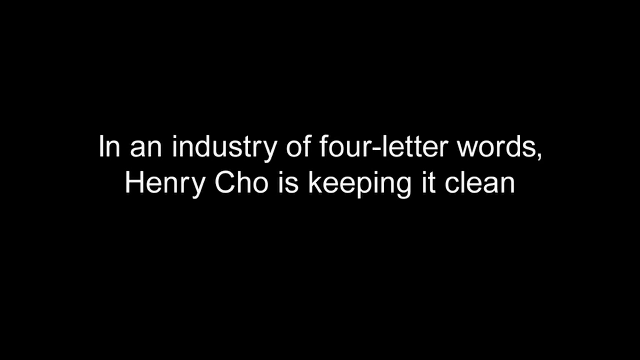 In an industry of four-letter words,
Henry Cho is keeping it clean